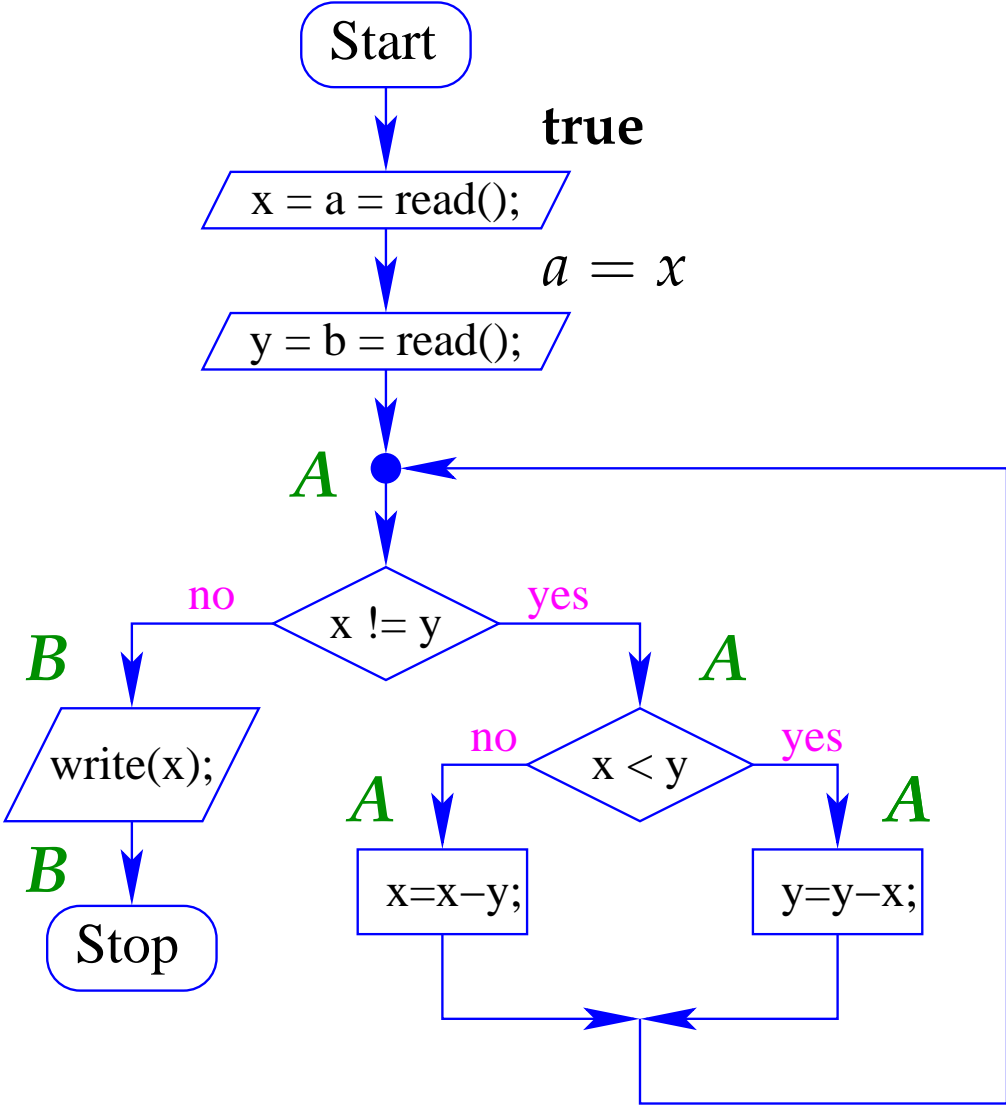 Start
true
x = a = read();
a = x
y = b = read();
A
no
yes
x != y
B
A
no
yes
write(x);
x < y
A
A
B
x=x−y;
y=y−x;
Stop